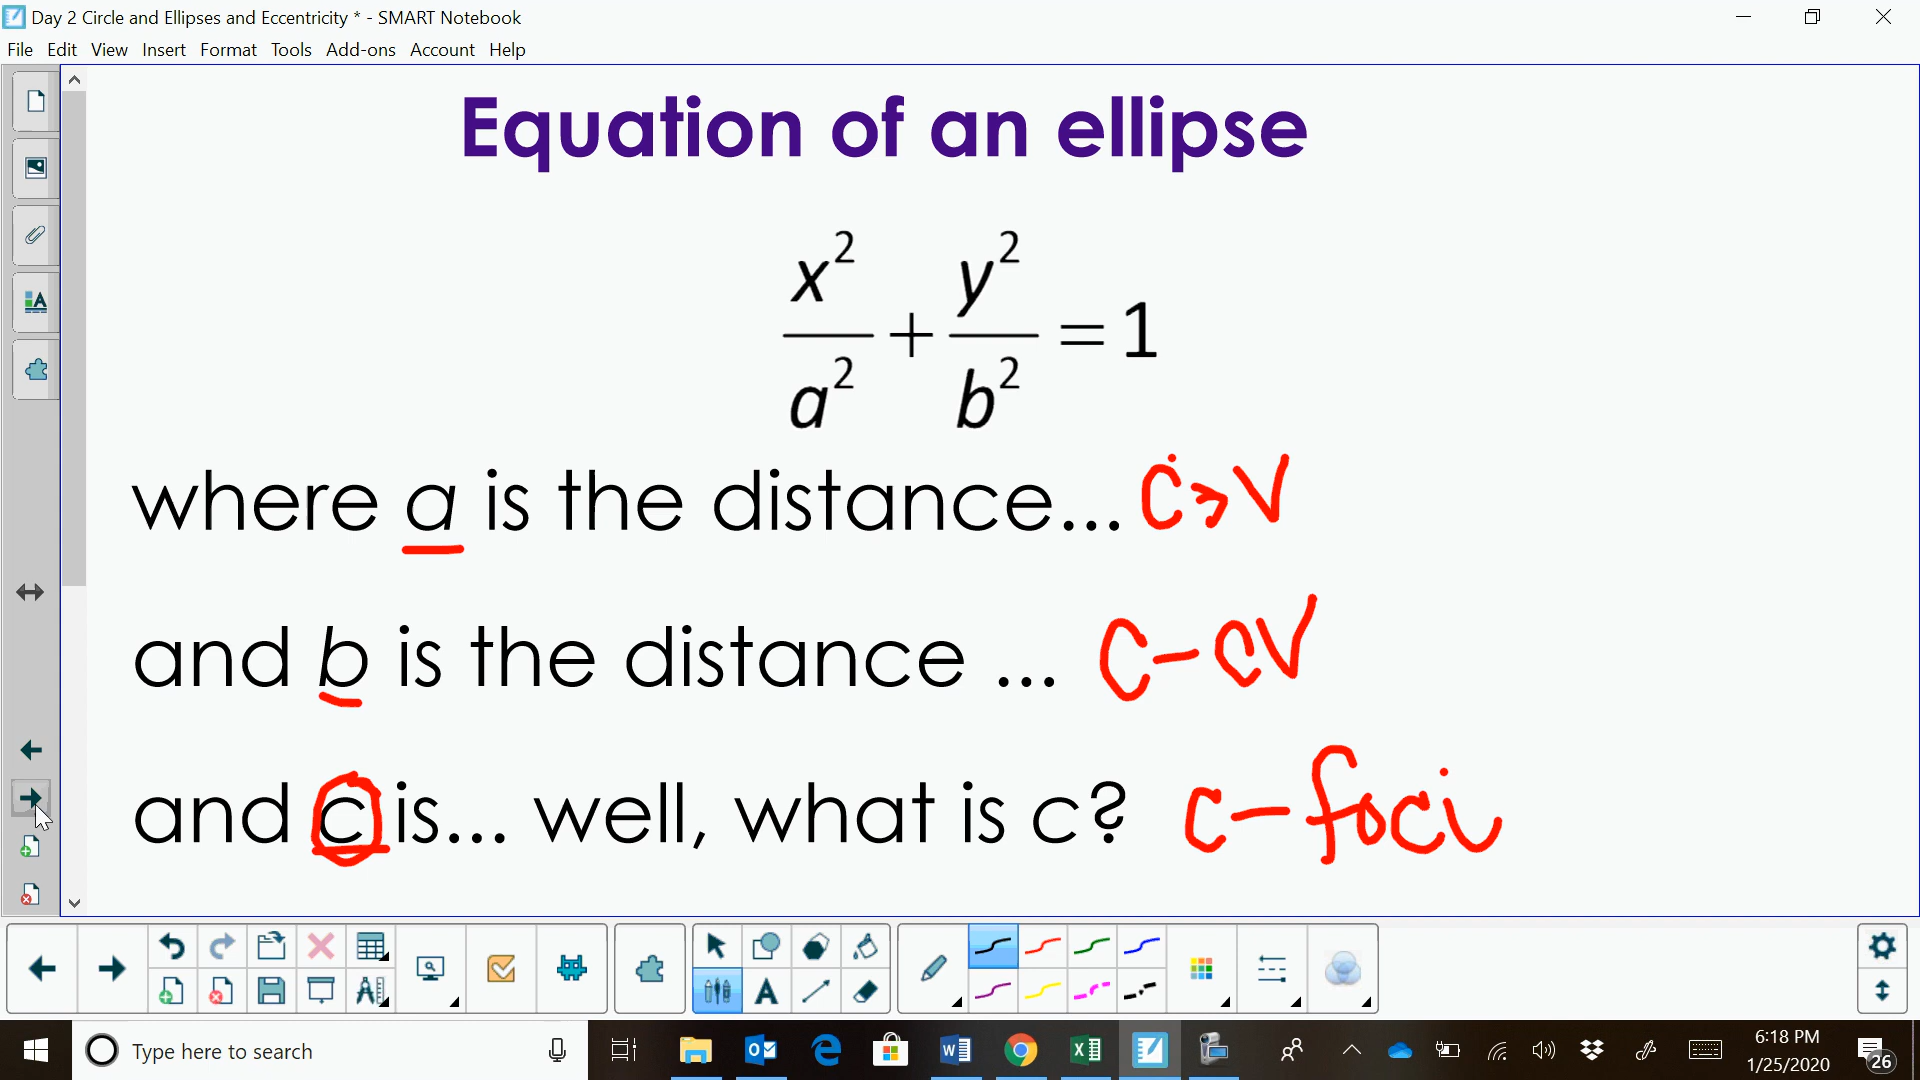 Day 2 Circle and Ellipses and Eccentricity * - SMART Notebook
File Edit View Insert Format Tools Add-ons Account Help
Equation of an ellipse
x² / a² + y² / b² = 1
where a is the distance... C → V
and b is the distance ... C - CV
and c is... well, what is c? c - foci
Type here to search
6:18 PM
1/25/2020
26